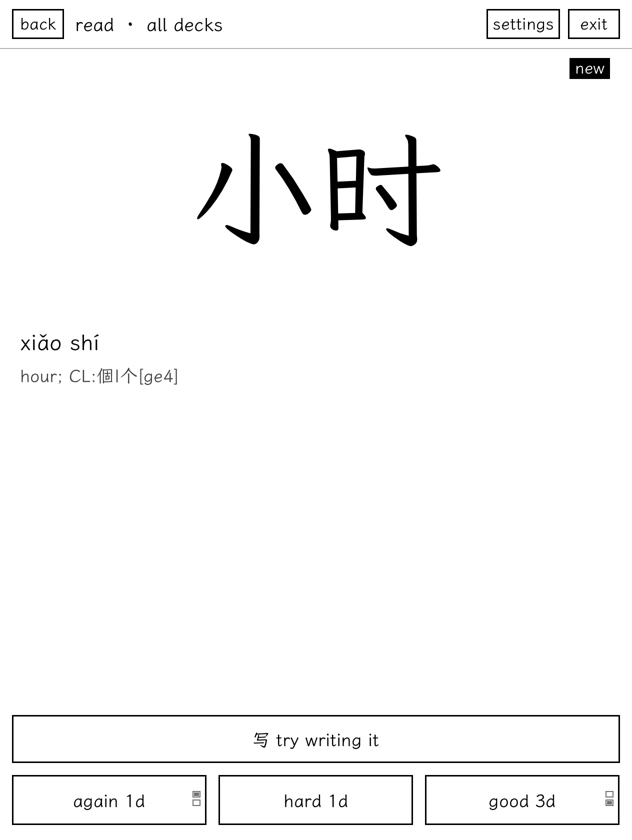 back read · all decks settings exit
new
小时
xiǎo shí
hour; CL:個|个[ge4]
写 try writing it
again 1d hard 1d good 3d